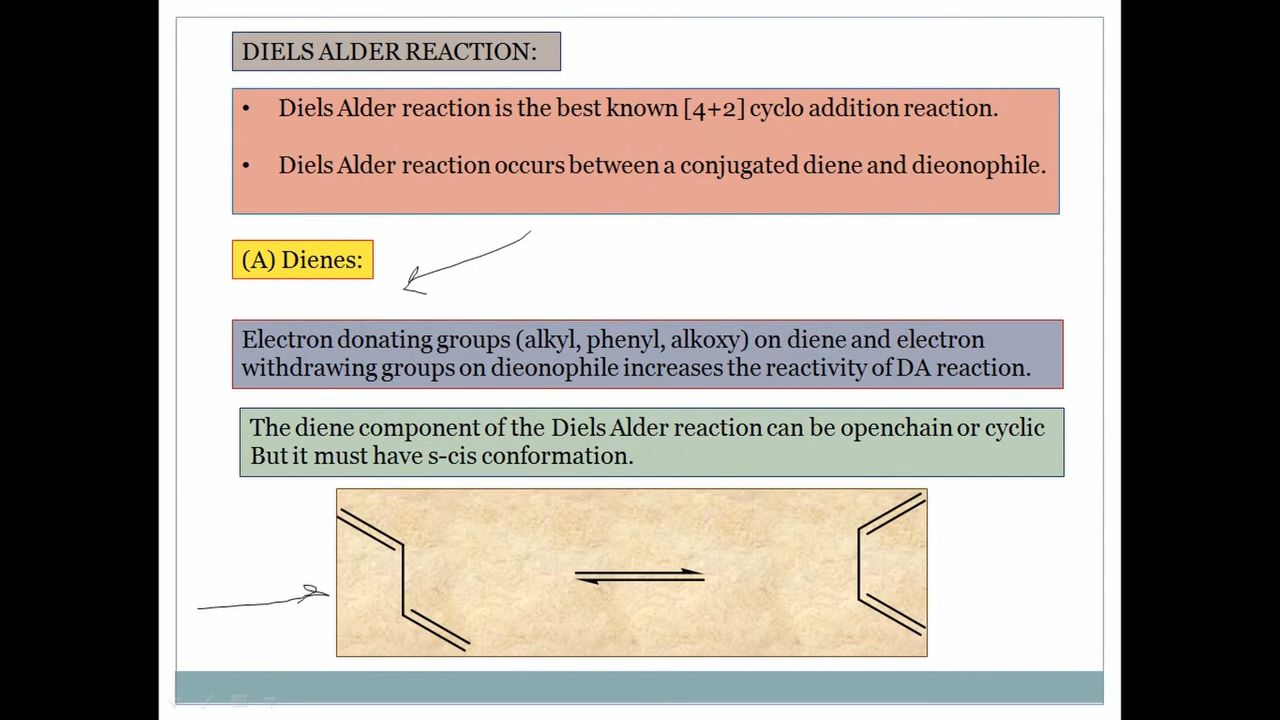 DIELS ALDER REACTION:
• Diels Alder reaction is the best known [4+2] cyclo addition reaction.
• Diels Alder reaction occurs between a conjugated diene and dieonophile.
(A) Dienes:
Electron donating groups (alkyl, phenyl, alkoxy) on diene and electron
withdrawing groups on dieonophile increases the reactivity of DA reaction.
The diene component of the Diels Alder reaction can be openchain or cyclic
But it must have s-cis conformation.